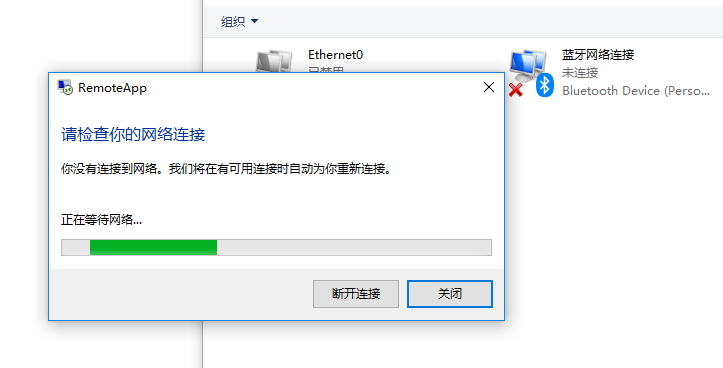 组织
Ethernet0
已禁用
蓝牙网络连接
未连接
Bluetooth Device (Perso...
RemoteApp
请检查你的网络连接
你没有连接到网络。我们将在有可用连接时自动为你重新连接。
正在等待网络...
断开连接
关闭